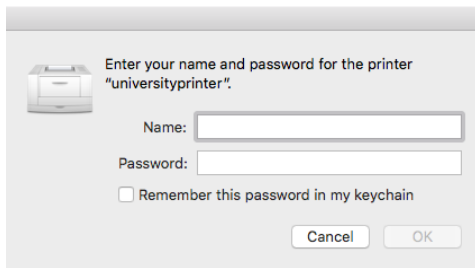 Enter your name and password for the printer
“universityprinter”.
Name:
Password:
Remember this password in my keychain
Cancel OK